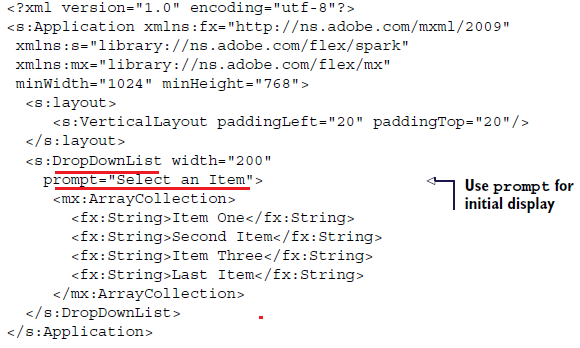 <?xml version="1.0" encoding="utf-8"?>
<s:Application xmlns:fx="http://ns.adobe.com/mxml/2009"
xmlns:s="library://ns.adobe.com/flex/spark"
xmlns:mx="library://ns.adobe.com/flex/mx"
minWidth="1024" minHeight="768">
<s:layout>
<s:VerticalLayout paddingLeft="20" paddingTop="20"/>
</s:layout>
<s:DropDownList width="200"
prompt="Select an Item">
<mx:ArrayCollection>
<fx:String>Item One</fx:String>
<fx:String>Second Item</fx:String>
<fx:String>Item Three</fx:String>
<fx:String>Last Item</fx:String>
</mx:ArrayCollection>
</s:DropDownList>
</s:Application>
Use prompt for
initial display